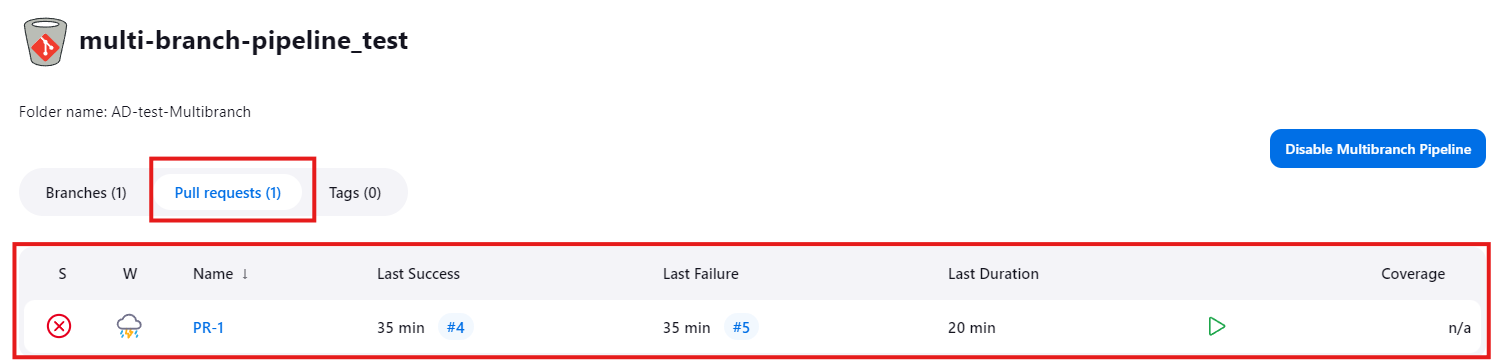 multi-branch-pipeline_test
Folder name: AD-test-Multibranch
Disable Multibranch Pipeline
Branches (1) Pull requests (1) Tags (0)
S W Name ↓ Last Success Last Failure Last Duration Coverage
PR-1 35 min #4 35 min #5 20 min n/a